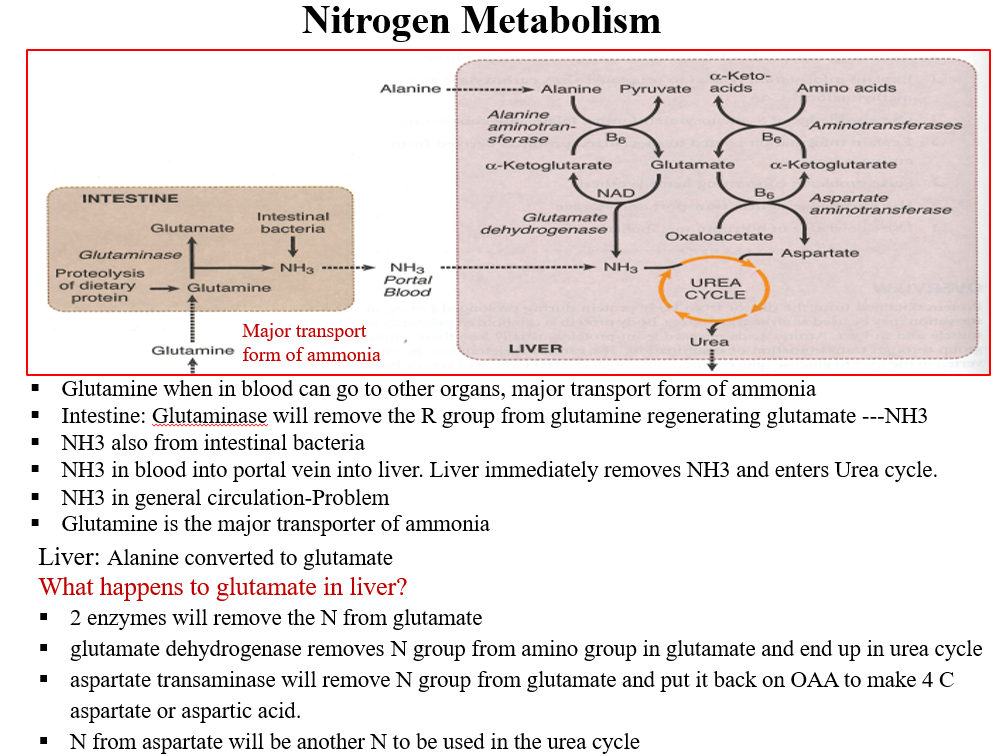 Nitrogen Metabolism
α-Keto-
Alanine Alanine Pyruvate acids Amino acids
Alanine
aminotran-
sferase
B6
B6
Aminotransferases
α-Ketoglutarate Glutamate α-Ketoglutarate
NAD
B6
Glutamate
dehydrogenase
Aspartate
aminotransferase
Oxaloacetate
Aspartate
INTESTINE
Glutamate
Intestinal
bacteria
Glutaminase
NH3
Proteolysis
of dietary
protein
Glutamine
NH3
Portal
Blood
NH3
UREA
CYCLE
Urea
LIVER
Glutamine
Major transport
form of ammonia
▪ Glutamine when in blood can go to other organs, major transport form of ammonia
▪ Intestine: Glutaminase will remove the R group from glutamine regenerating glutamate ---NH3
▪ NH3 also from intestinal bacteria
▪ NH3 in blood into portal vein into liver. Liver immediately removes NH3 and enters Urea cycle.
▪ NH3 in general circulation-Problem
▪ Glutamine is the major transporter of ammonia
Liver: Alanine converted to glutamate
What happens to glutamate in liver?
▪ 2 enzymes will remove the N from glutamate
▪ glutamate dehydrogenase removes N group from amino group in glutamate and end up in urea cycle
▪ aspartate transaminase will remove N group from glutamate and put it back on OAA to make 4 C
aspartate or aspartic acid.
▪ N from aspartate will be another N to be used in the urea cycle